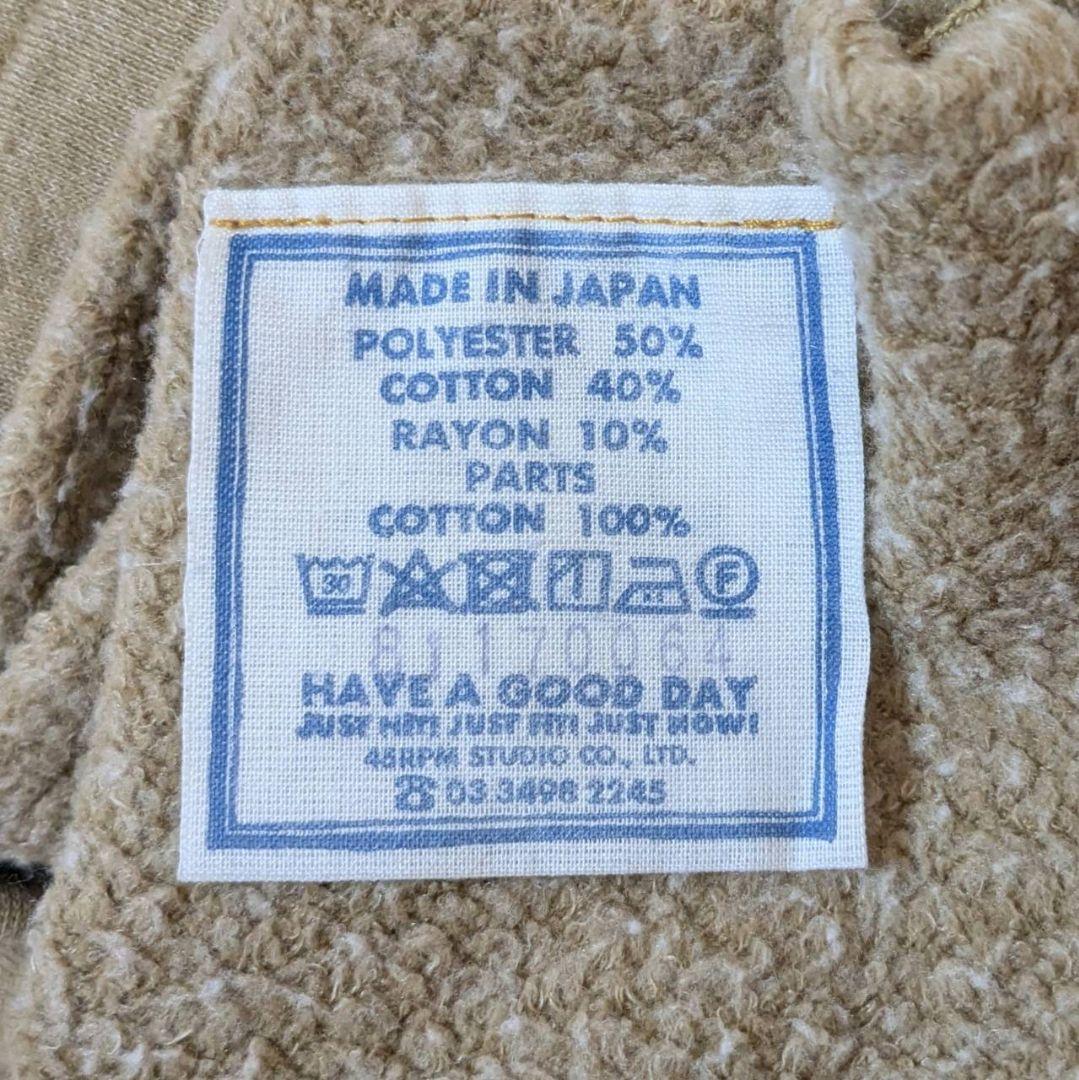 MADE IN JAPAN
POLYESTER 50%
COTTON 40%
RAYON 10%
PARTS
COTTON 100%
30 F
8J170064
HAVE A GOOD DAY
JUST HIT! JUST FIT! JUST NOW!
45RPM STUDIO CO., LTD.
☎ 03 3498 2245